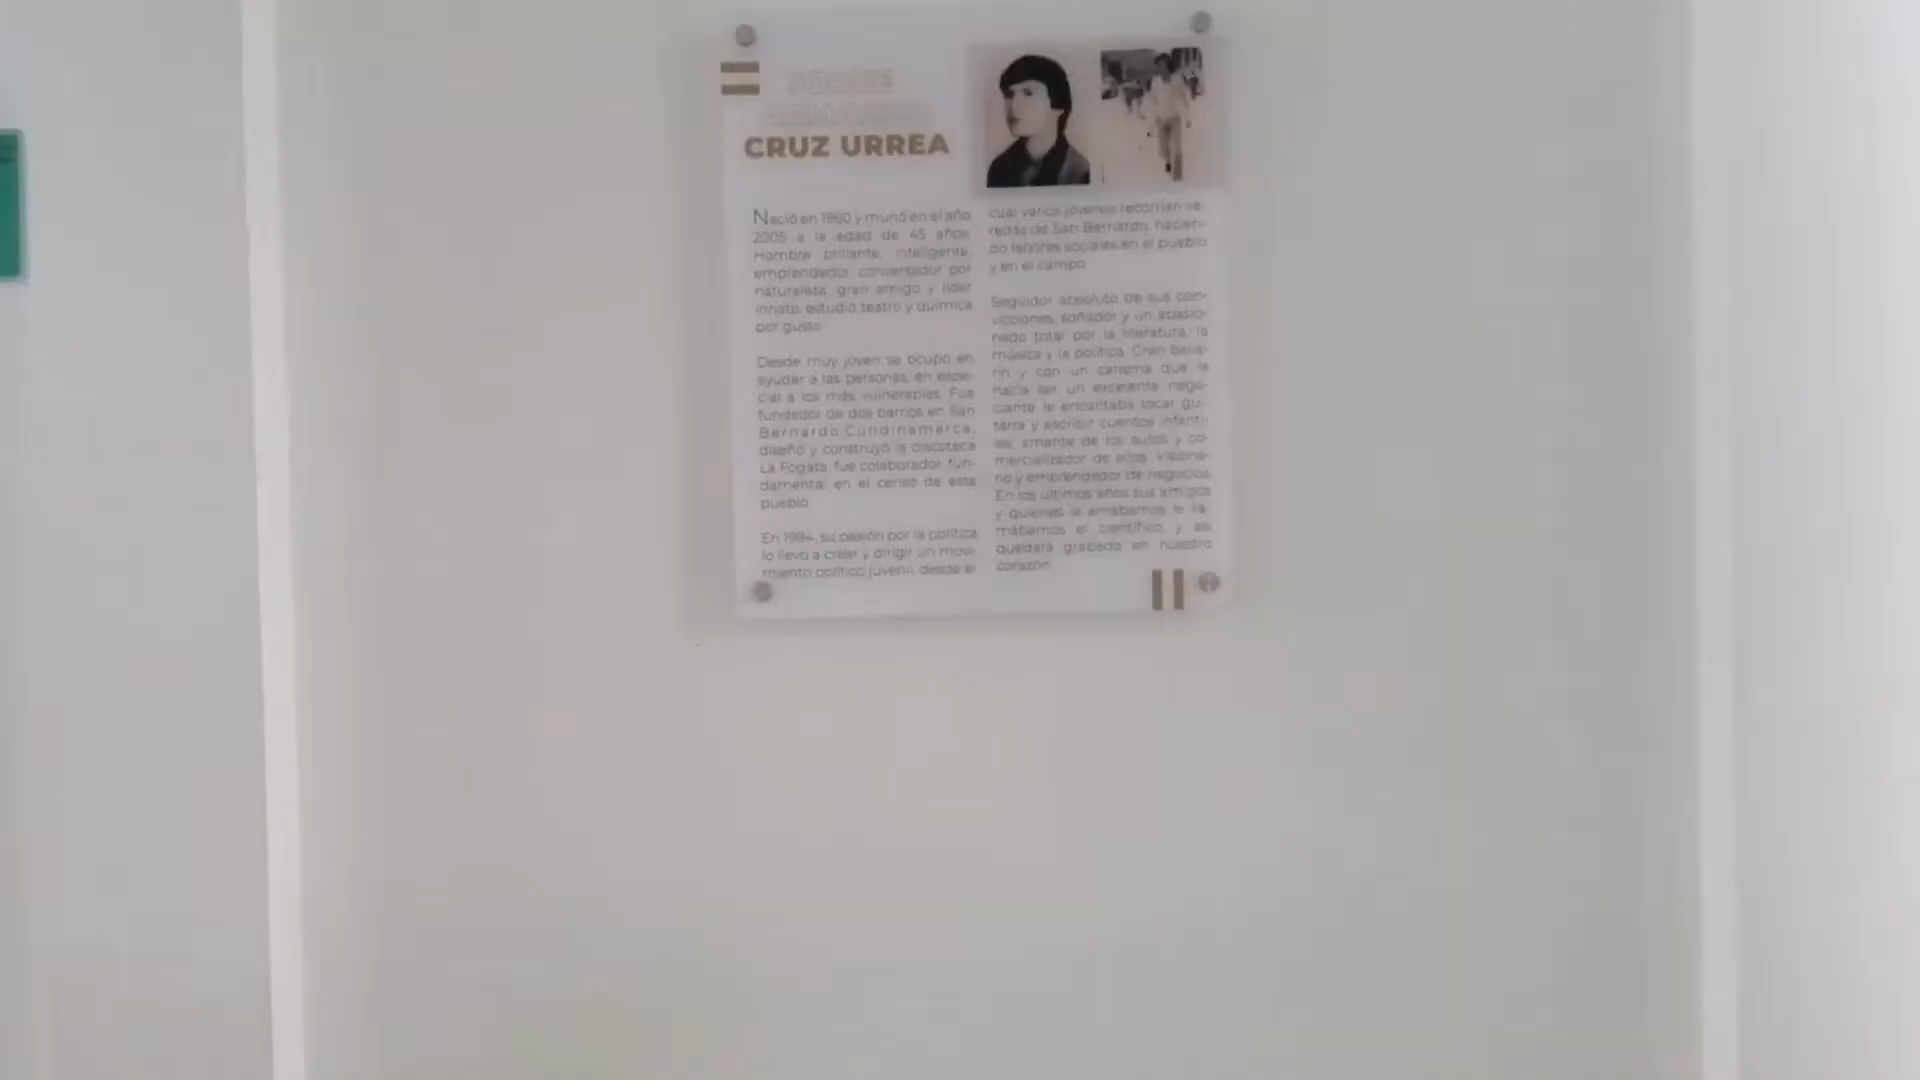 CRUZ URREA
Nació en 1960 y murió en el año
2005 a la edad de 45 años.
Hombre brillante, inteligente,
emprendedor, conversador por
naturaleza, gran amigo y líder
innato, estudió teatro y química
por gusto.
Desde muy joven se ocupó en
ayudar a las personas, en espe-
cial a los más vulnerables. Fue
fundador de dos barrios en San
Bernardo, Cundinamarca,
diseñó y construyó la discoteca
La Fogata, fue colaborador fun-
damental en el censo de este
pueblo.
En 1984, su pasión por la política
lo llevó a crear y dirigir un movi-
miento político juvenil, desde el
cual varios jóvenes recorrían ve-
redas de San Bernardo, hacien-
do labores sociales en el pueblo
y en el campo.
Seguidor absoluto de sus con-
vicciones, soñador y un apasio-
nado total por la literatura, la
música y la política. Gran baila-
rín y con un carisma que le
hacía ser un excelente nego-
ciante, le encantaba tocar gui-
tarra y escribir cuentos infanti-
les, amante de los autos y co-
mercializador de ellos. Visiona-
rio y emprendedor de negocios.
En los últimos años sus amigos
y quienes le amábamos le lla-
mábamos el científico, y así
quedará grabado en nuestro
corazón.